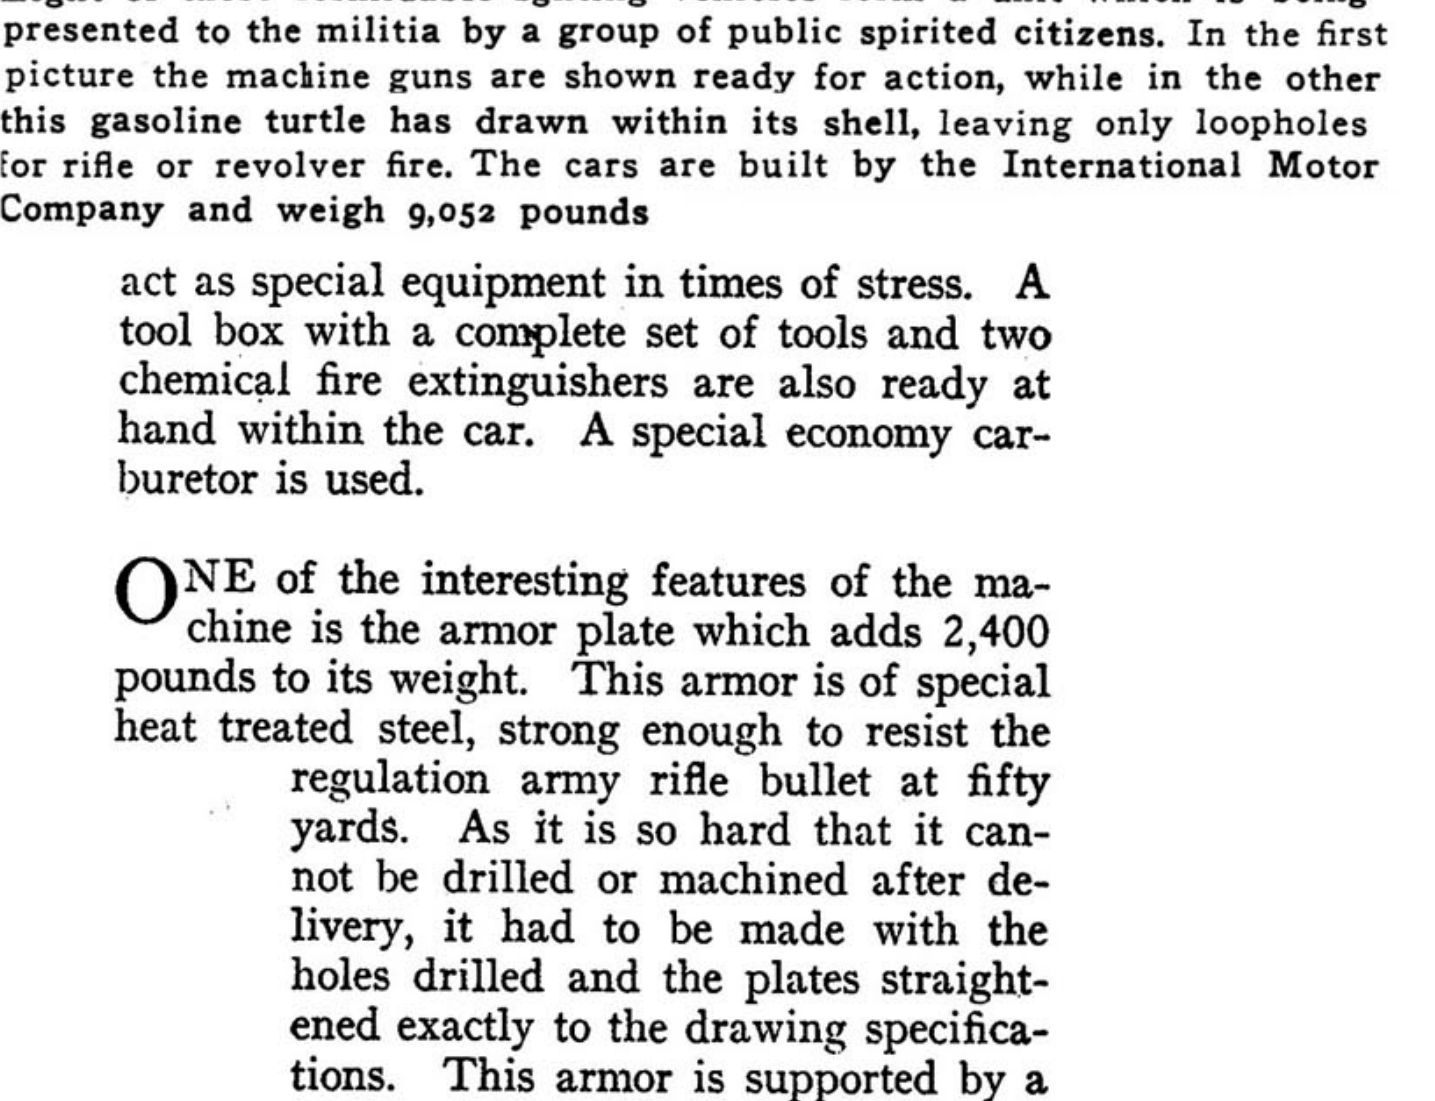 presented to the militia by a group of public spirited citizens. In the first
picture the machine guns are shown ready for action, while in the other
this gasoline turtle has drawn within its shell, leaving only loopholes
for rifle or revolver fire. The cars are built by the International Motor
Company and weigh 9,052 pounds
act as special equipment in times of stress. A
tool box with a complete set of tools and two
chemical fire extinguishers are also ready at
hand within the car. A special economy car-
buretor is used.
ONE of the interesting features of the ma-
chine is the armor plate which adds 2,400
pounds to its weight. This armor is of special
heat treated steel, strong enough to resist the
regulation army rifle bullet at fifty
yards. As it is so hard that it can-
not be drilled or machined after de-
livery, it had to be made with the
holes drilled and the plates straight-
ened exactly to the drawing specifica-
tions. This armor is supported by a